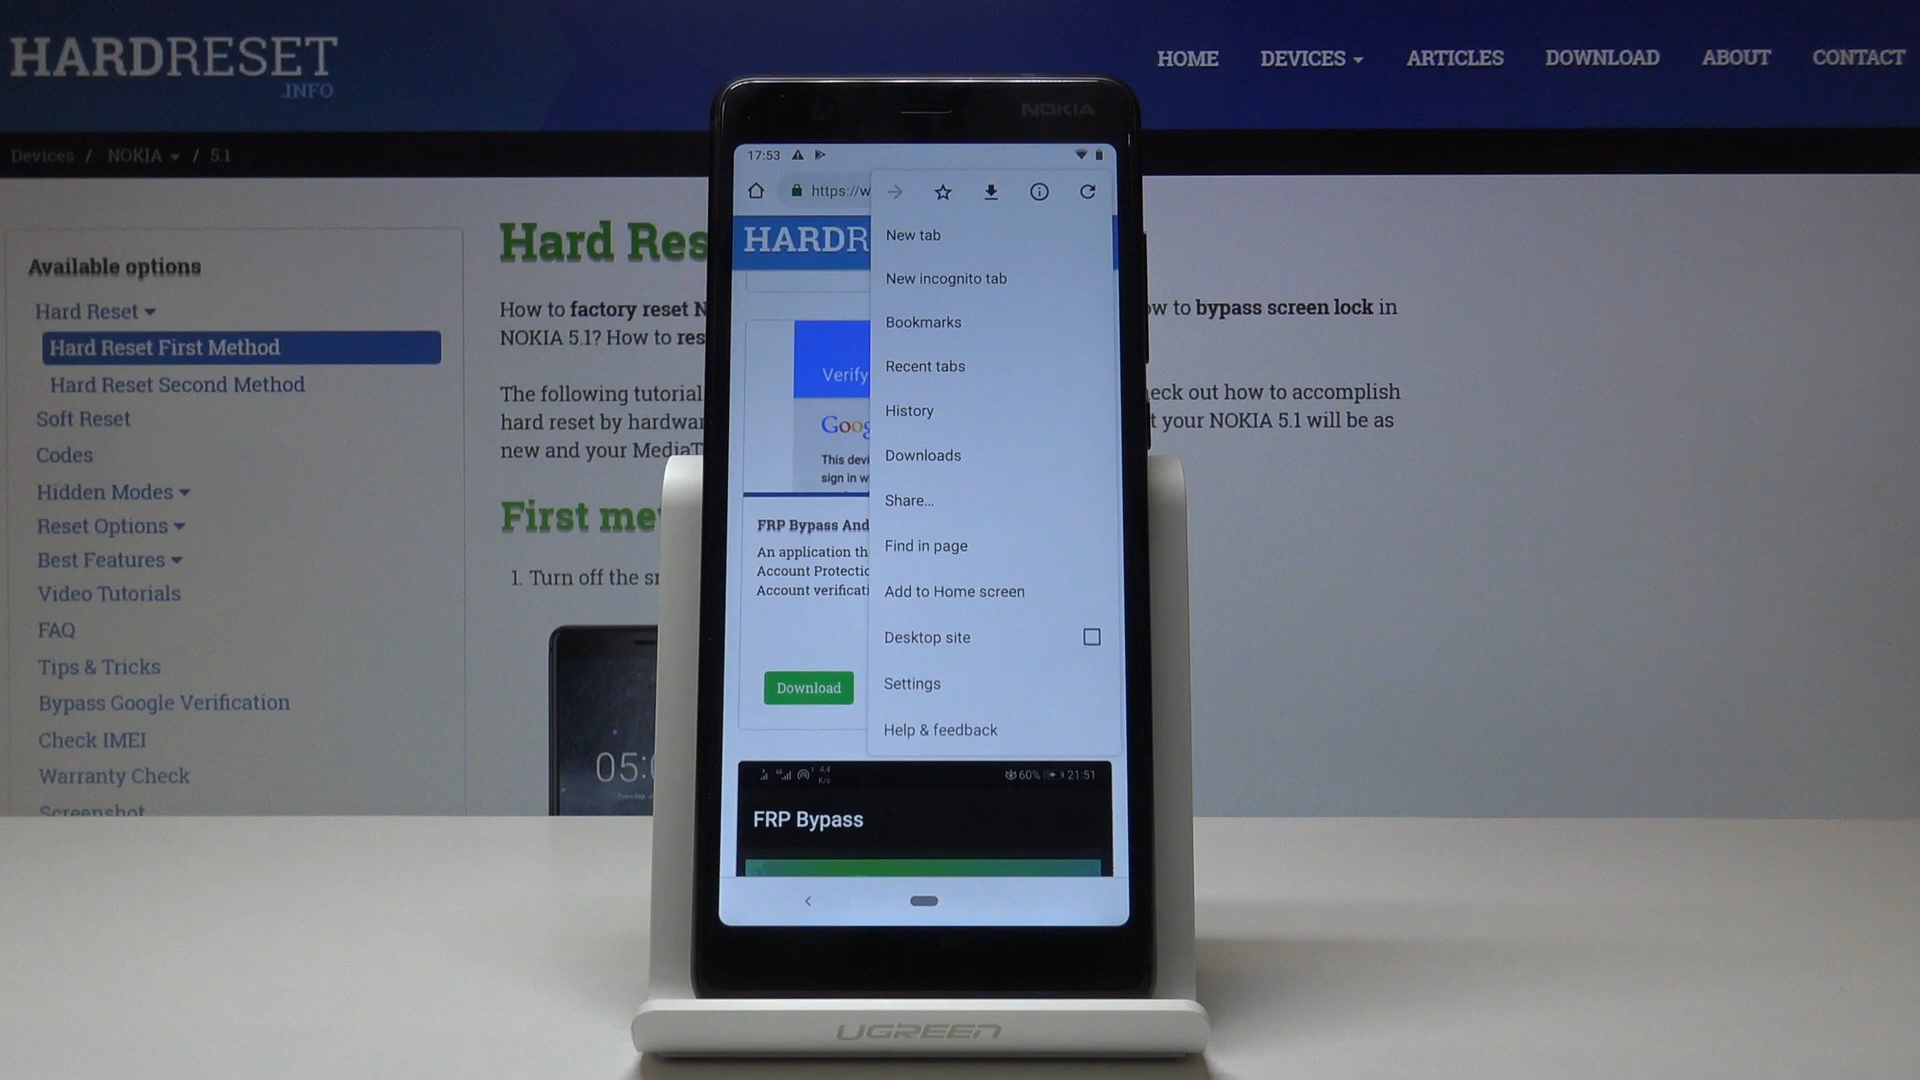 HARDRESET
.INFO
HOME DEVICES ARTICLES DOWNLOAD ABOUT CONTACT
Devices / NOKIA / 5.1
Available options
Hard Reset
Hard Reset First Method
Hard Reset Second Method
Soft Reset
Codes
Hidden Modes
Reset Options
Best Features
Video Tutorials
FAQ
Tips & Tricks
Bypass Google Verification
Check IMEI
Warranty Check
Screenshot
Hard Res
How to factory reset N
ow to bypass screen lock in
NOKIA 5.1? How to res
The following tutorial
eck out how to accomplish
hard reset by hardwar
t your NOKIA 5.1 will be as
new and your MediaT
First me
1. Turn off the sm
05:0
NOKIA
17:53
https://w
HARDR
New tab
New incognito tab
Bookmarks
Recent tabs
History
Downloads
Share...
Find in page
Add to Home screen
Desktop site
Settings
Help & feedback
Verify
Goog
This devi
sign in w
FRP Bypass And
An application th
Account Protectio
Account verificati
Download
4,4
K/s
60% 21:51
FRP Bypass
UGREEN